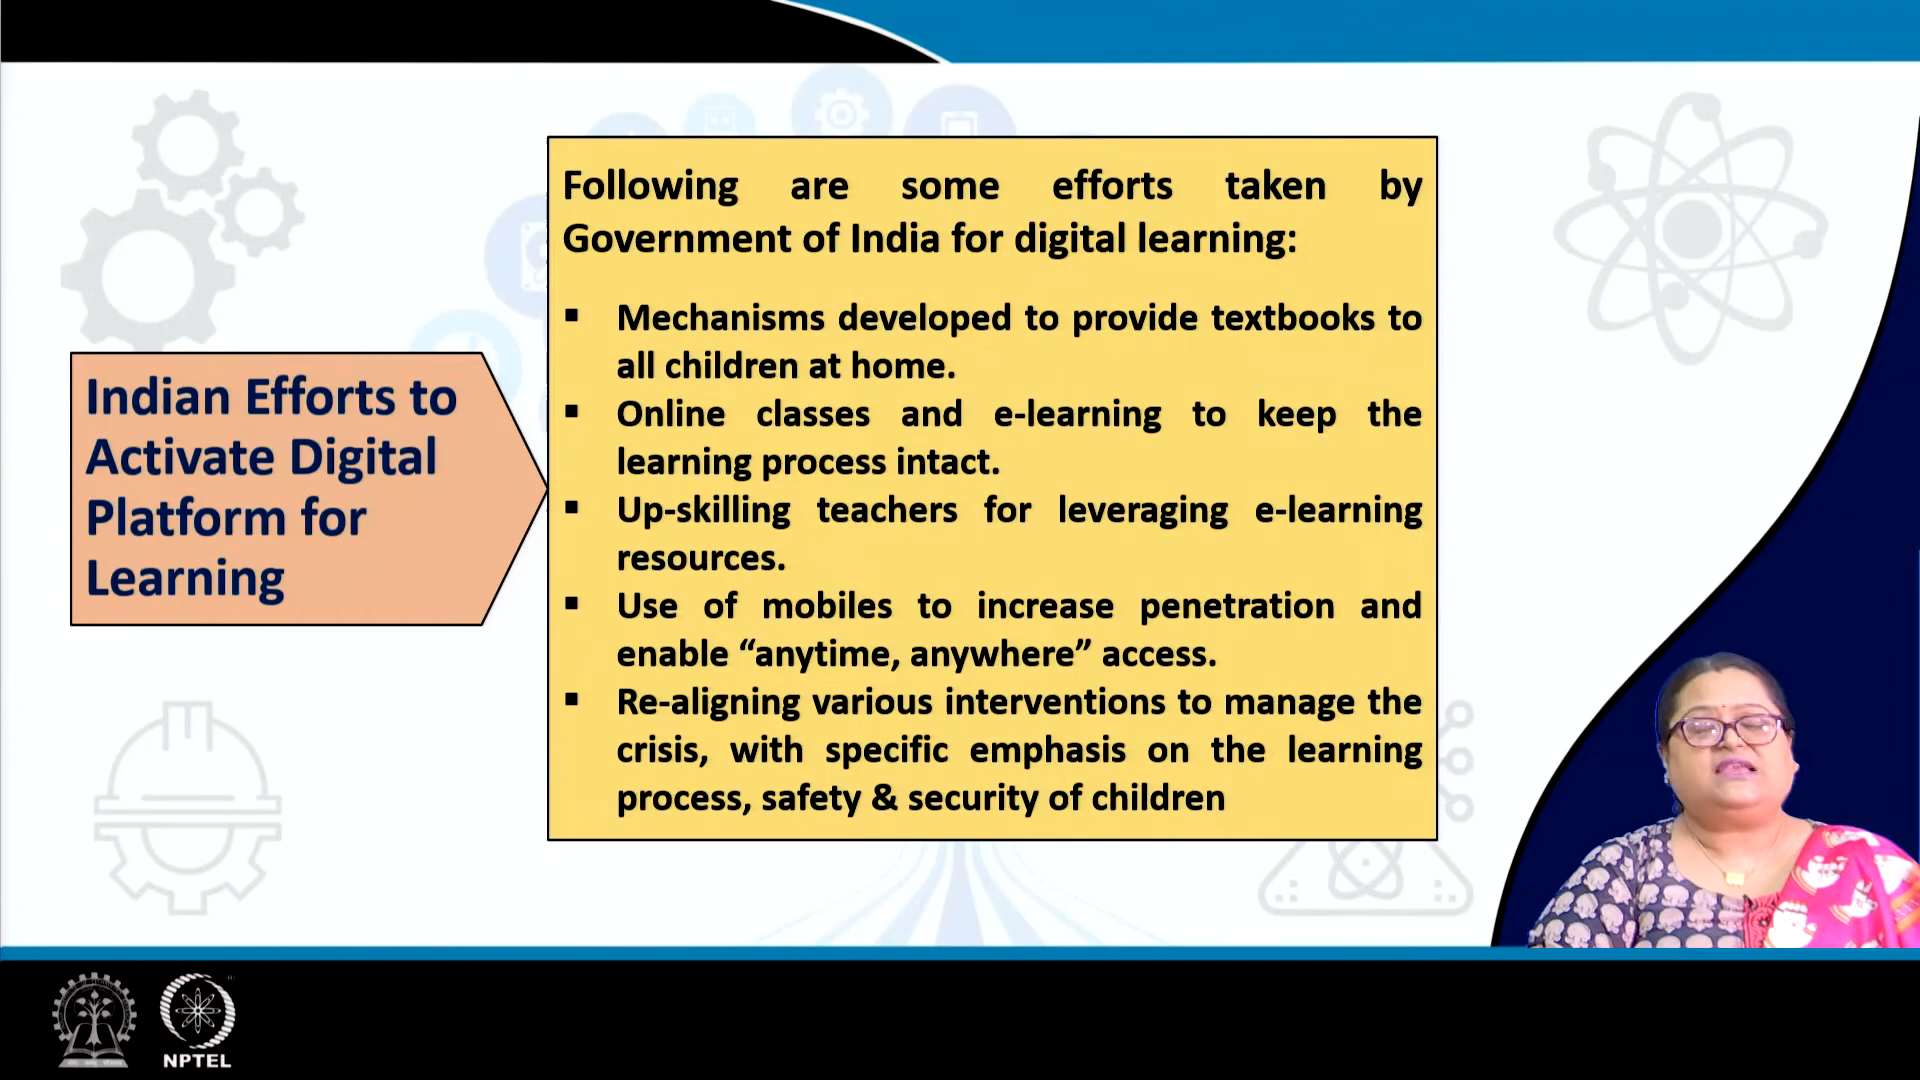 Indian Efforts to
Activate Digital
Platform for
Learning
Following are some efforts taken by
Government of India for digital learning:
▪ Mechanisms developed to provide textbooks to
all children at home.
▪ Online classes and e-learning to keep the
learning process intact.
▪ Up-skilling teachers for leveraging e-learning
resources.
▪ Use of mobiles to increase penetration and
enable “anytime, anywhere” access.
▪ Re-aligning various interventions to manage the
crisis, with specific emphasis on the learning
process, safety & security of children
NPTEL